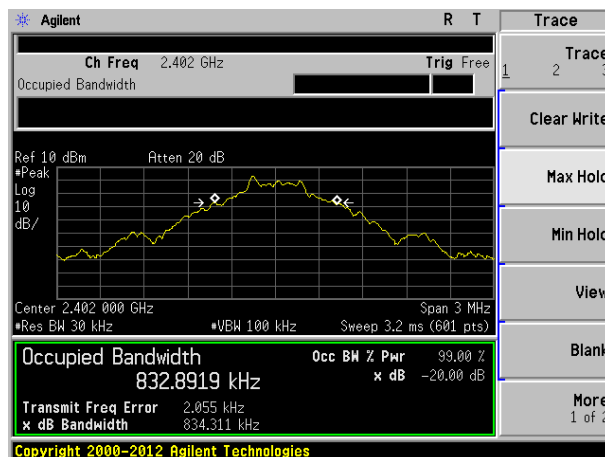 Agilent R T Trace
Ch Freq 2.402 GHz Trig Free
Occupied Bandwidth
Trace
1 2 3
Clear Write
Max Hold
Min Hold
View
Blank
More
1 of 2
Ref 10 dBm Atten 20 dB
#Peak
Log
10
dB/
Center 2.402 000 GHz Span 3 MHz
#Res BW 30 kHz #VBW 100 kHz Sweep 3.2 ms (601 pts)
Occupied Bandwidth Occ BW % Pwr 99.00 %
832.8919 kHz x dB -20.00 dB
Transmit Freq Error 2.055 kHz
x dB Bandwidth 834.311 kHz
Copyright 2000-2012 Agilent Technologies